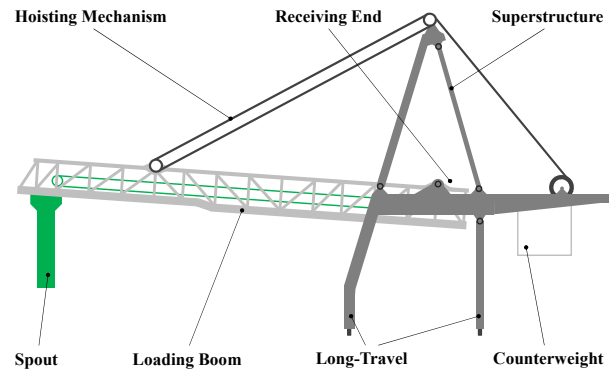 Hoisting Mechanism
Receiving End
Superstructure
Spout
Loading Boom
Long-Travel
Counterweight